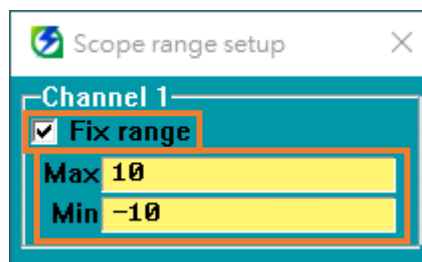 Scope range setup
Channel 1
Fix range
Max 10
Min -10